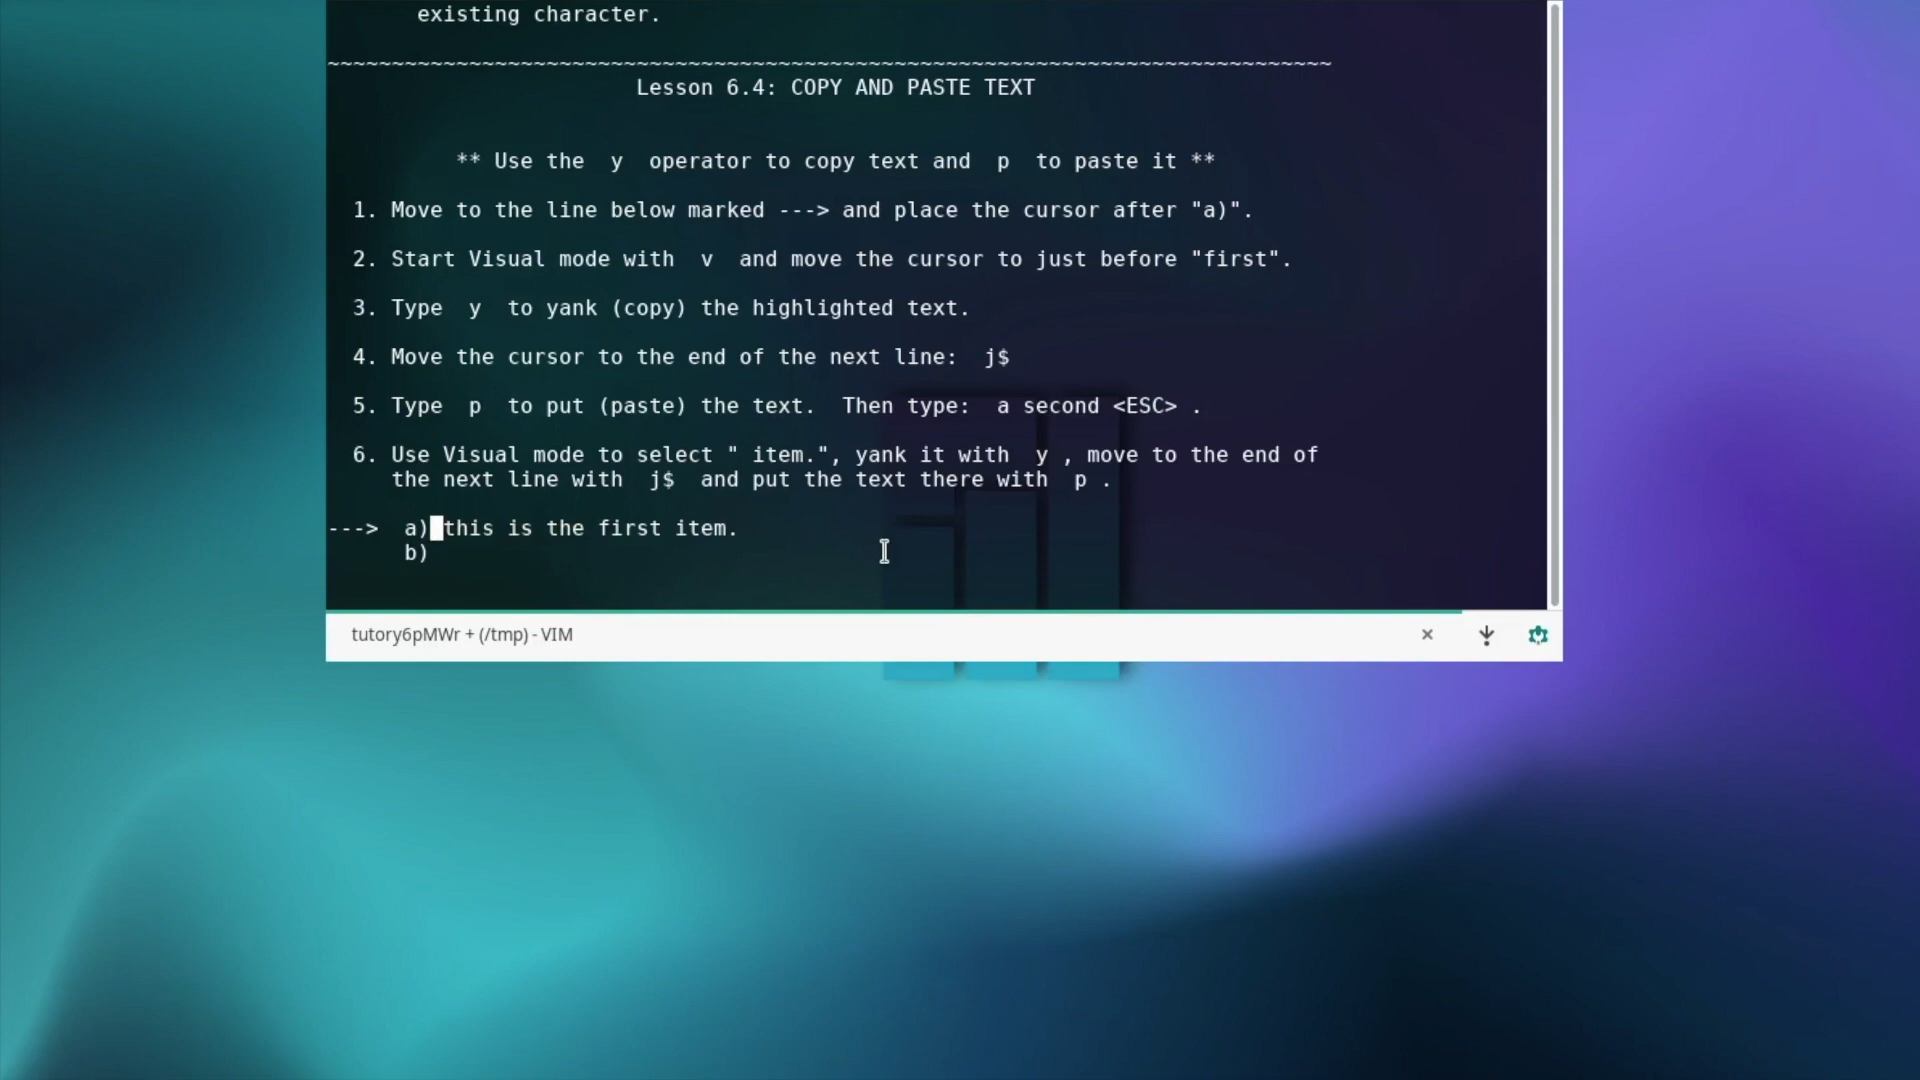 existing character.
~~~~~~~~~~~~~~~~~~~~~~~~~~~~~~~~~~~~~~~~~~~~~~~~~~~~~~~~~~~~~~~~~~~~~~~~~~~~~~
Lesson 6.4: COPY AND PASTE TEXT
** Use the  y  operator to copy text and  p  to paste it **
1. Move to the line below marked ---> and place the cursor after "a)".
2. Start Visual mode with  v  and move the cursor to just before "first".
3. Type  y  to yank (copy) the highlighted text.
4. Move the cursor to the end of the next line:  j$
5. Type  p  to put (paste) the text.  Then type:  a second <ESC> .
6. Use Visual mode to select " item.", yank it with  y , move to the end of
the next line with  j$  and put the text there with  p .
--->  a) this is the first item.
b)
tutory6pMWr + (/tmp) - VIM